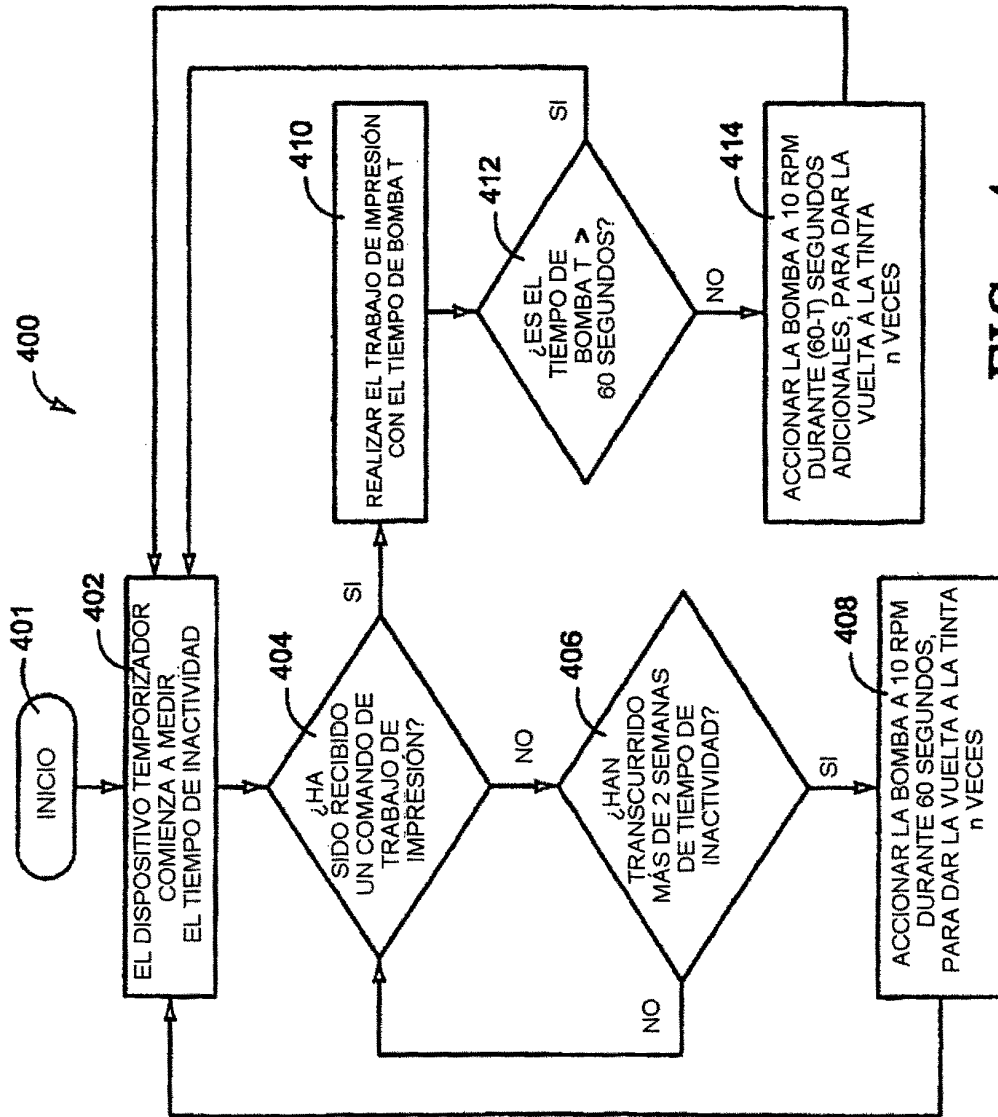 400
INICIO
401
EL DISPOSITIVO TEMPORIZADOR
COMIENZA A MEDIR
EL TIEMPO DE INACTIVIDAD
402
¿HA
SIDO RECIBIDO
UN COMANDO DE
TRABAJO DE
IMPRESIÓN?
404
SI
NO
¿HAN
TRANSCURRIDO
MÁS DE 2 SEMANAS
DE TIEMPO DE
INACTIVIDAD?
406
NO
SI
ACCIONAR LA BOMBA A 10 RPM
DURANTE 60 SEGUNDOS,
PARA DAR LA VUELTA A LA TINTA
n VECES
408
REALIZAR EL TRABAJO DE IMPRESIÓN
CON EL TIEMPO DE BOMBA T
410
¿ES EL
TIEMPO DE
BOMBA T >
60 SEGUNDOS?
412
SI
NO
ACCIONAR LA BOMBA A 10 RPM
DURANTE (60-T) SEGUNDOS
ADICIONALES, PARA DAR LA
VUELTA A LA TINTA
n VECES
414